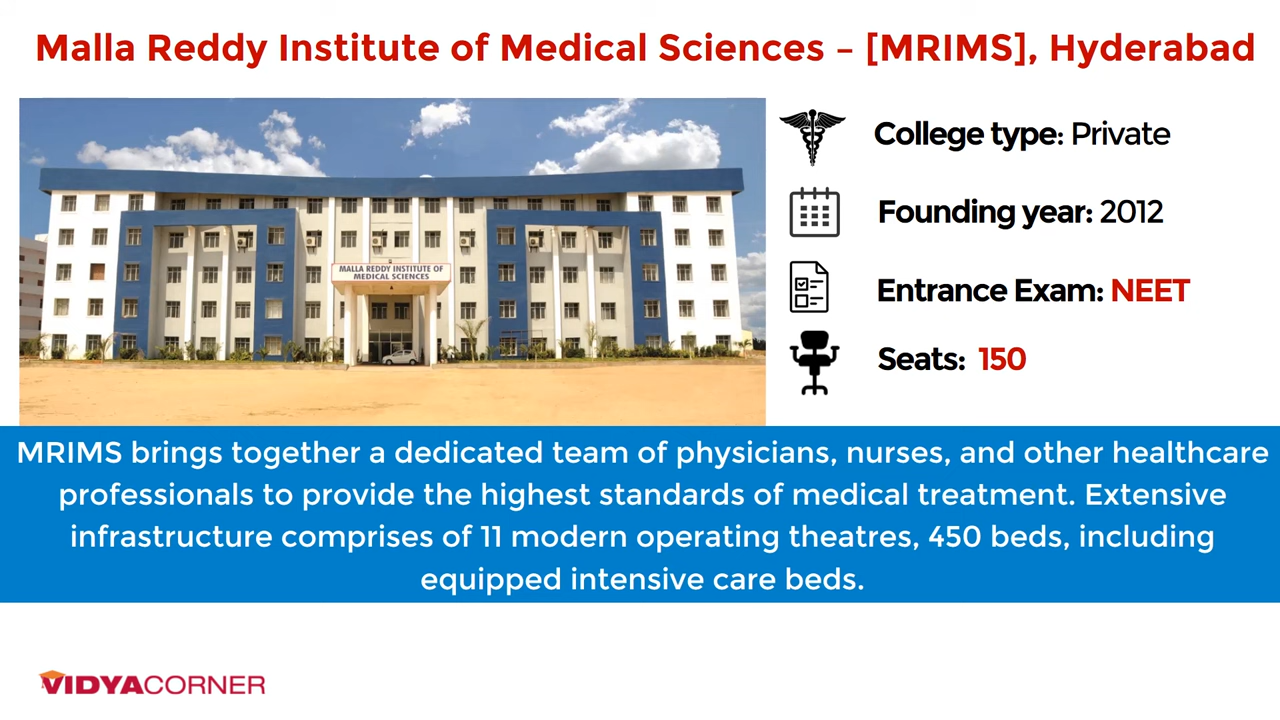 Malla Reddy Institute of Medical Sciences – [MRIMS], Hyderabad
MALLA REDDY INSTITUTE OF
MEDICAL SCIENCES
College type: Private
Founding year: 2012
Entrance Exam: NEET
Seats: 150
MRIMS brings together a dedicated team of physicians, nurses, and other healthcare
professionals to provide the highest standards of medical treatment. Extensive
infrastructure comprises of 11 modern operating theatres, 450 beds, including
equipped intensive care beds.
VIDYACORNER